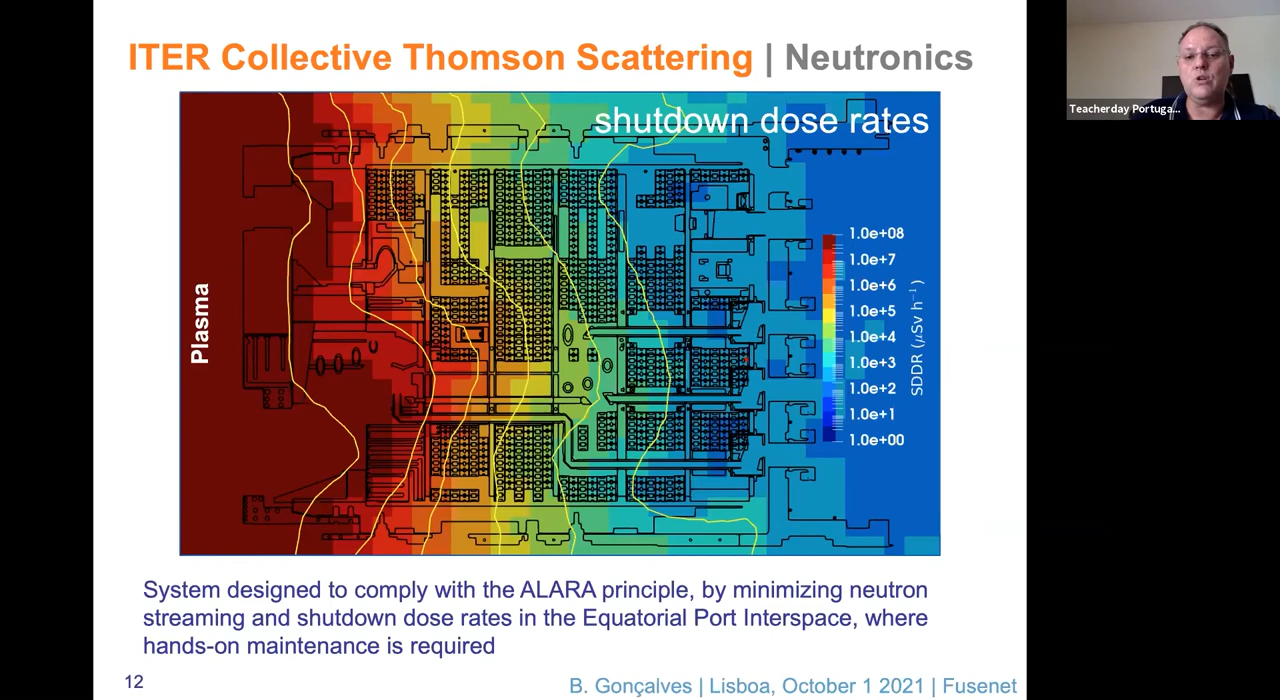 ITER Collective Thomson Scattering | Neutronics
shutdown dose rates
Plasma
1.0e+08
1.0e+7
1.0e+6
1.0e+5
1.0e+4
1.0e+3
1.0e+2
1.0e+1
1.0e+00
SDDR (μSv h⁻¹)
System designed to comply with the ALARA principle, by minimizing neutron
streaming and shutdown dose rates in the Equatorial Port Interspace, where
hands-on maintenance is required
12
B. Gonçalves | Lisboa, October 1 2021 | Fusenet
Teacherday Portuga...